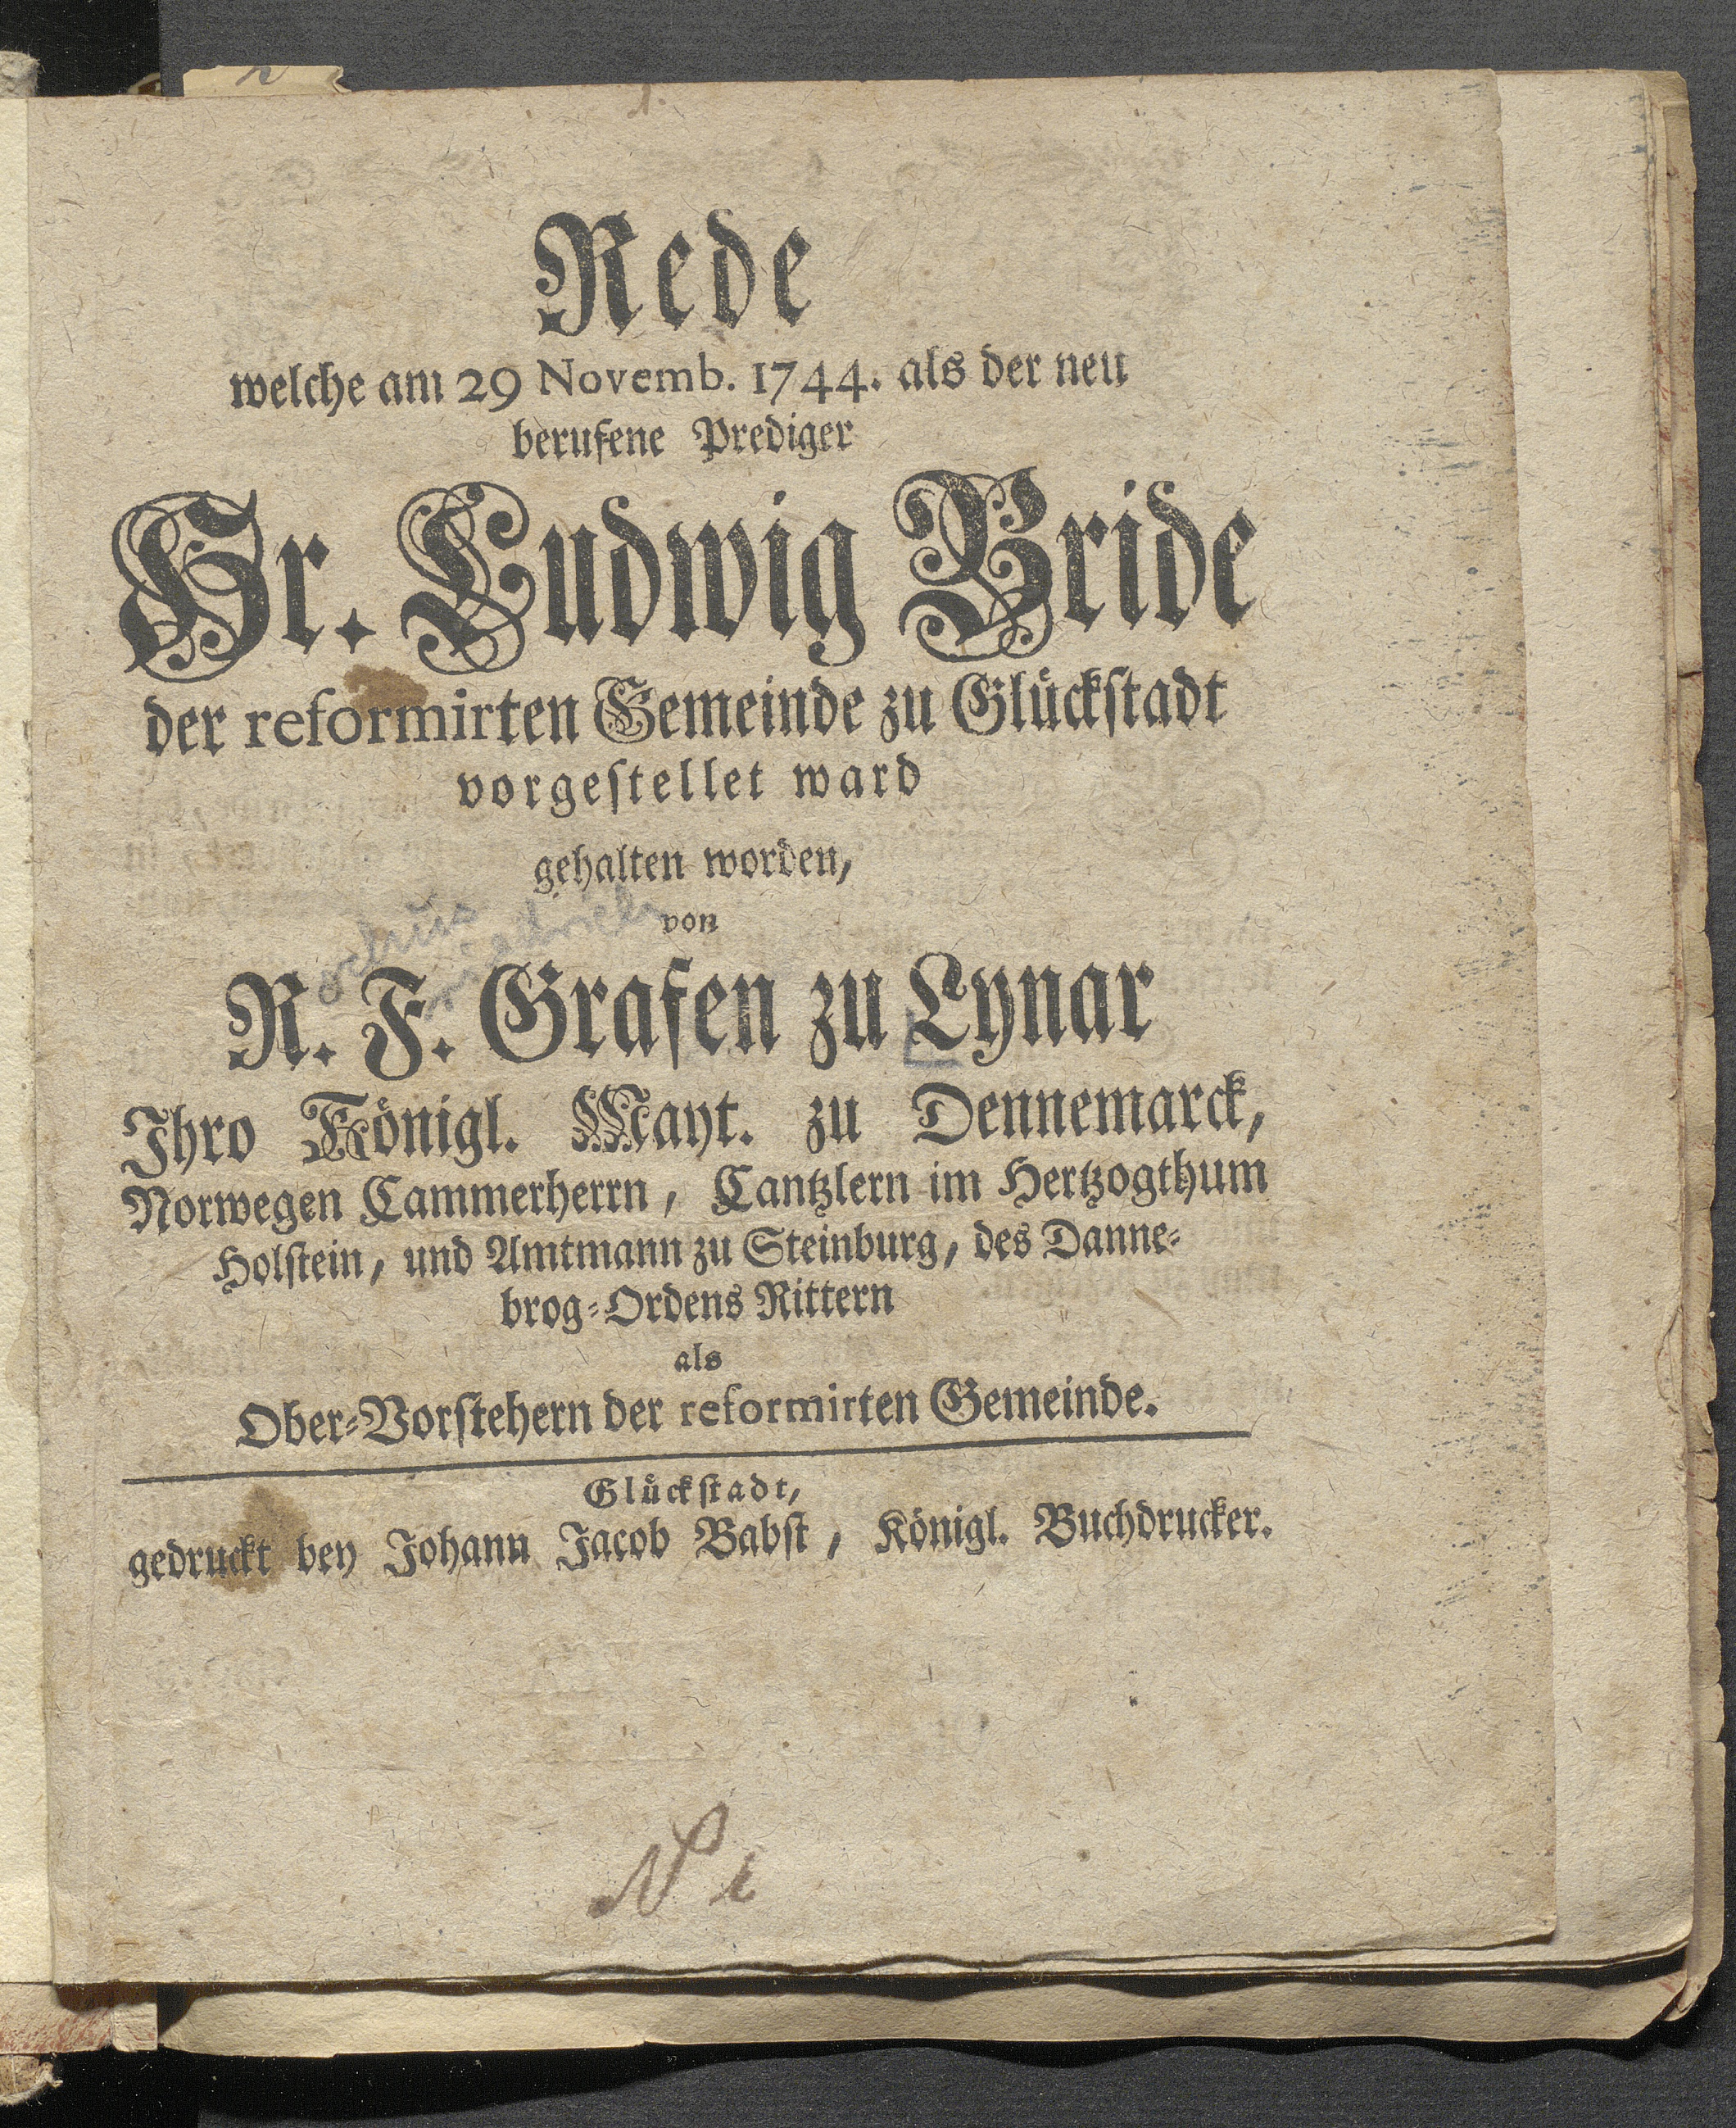 Rede
welche am 29 Novemb. 1744. als der neu
berufene Prediger
Hr. Ludwig Bride
der reformirten Gemeinde zu Glückstadt
vorgestellet ward
gehalten worden,
von
ochus riedrich
R. F. Grafen zu Lynar
Ihro Königl. Mayt. zu Dennemarck,
Norwegen Cammerherrn, Cantzlern im Hertzogthum
Holstein, und Amtmann zu Steinburg, des Danne-
brog-Ordens Rittern
als
Ober-Vorstehern der reformirten Gemeinde.
Glückstadt,
gedruckt bey Johann Jacob Babst, Königl. Buchdrucker.